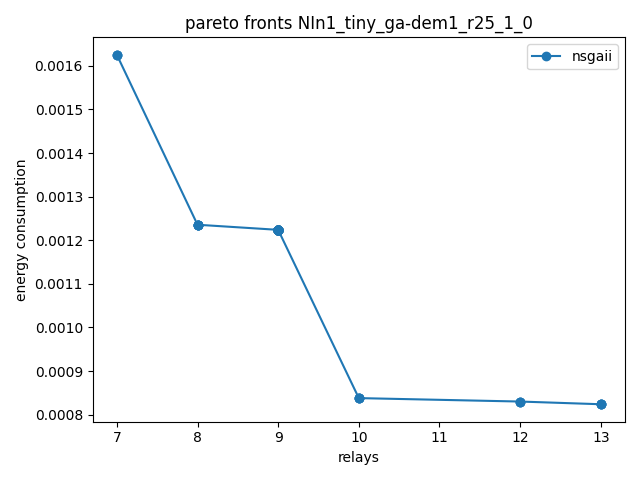 pareto fronts NIn1_tiny_ga-dem1_r25_1_0
nsgaii
0.0016
0.0015
0.0014
0.0013
0.0012
0.0011
0.0010
0.0009
0.0008
energy consumption
7 8 9 10 11 12 13
relays